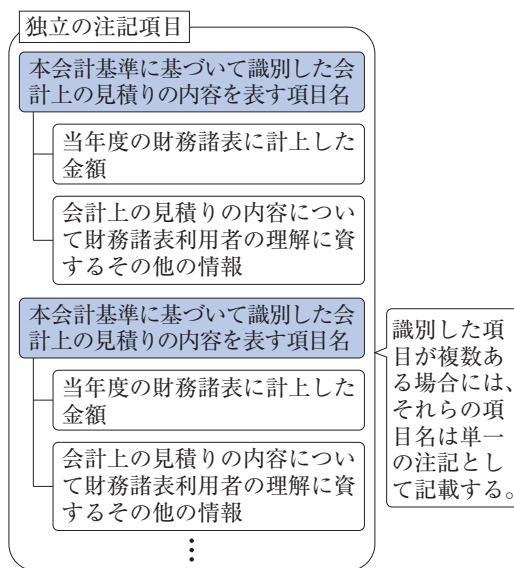 独立の注記項目
本会計基準に基づいて識別した会
計上の見積りの内容を表す項目名
当年度の財務諸表に計上した
金額
会計上の見積りの内容につい
て財務諸表利用者の理解に資
するその他の情報
本会計基準に基づいて識別した会
計上の見積りの内容を表す項目名
当年度の財務諸表に計上した
金額
会計上の見積りの内容につい
て財務諸表利用者の理解に資
するその他の情報
⋮
識別した項
目が複数あ
る場合には、
それらの項
目名は単一
の注記とし
て記載する。